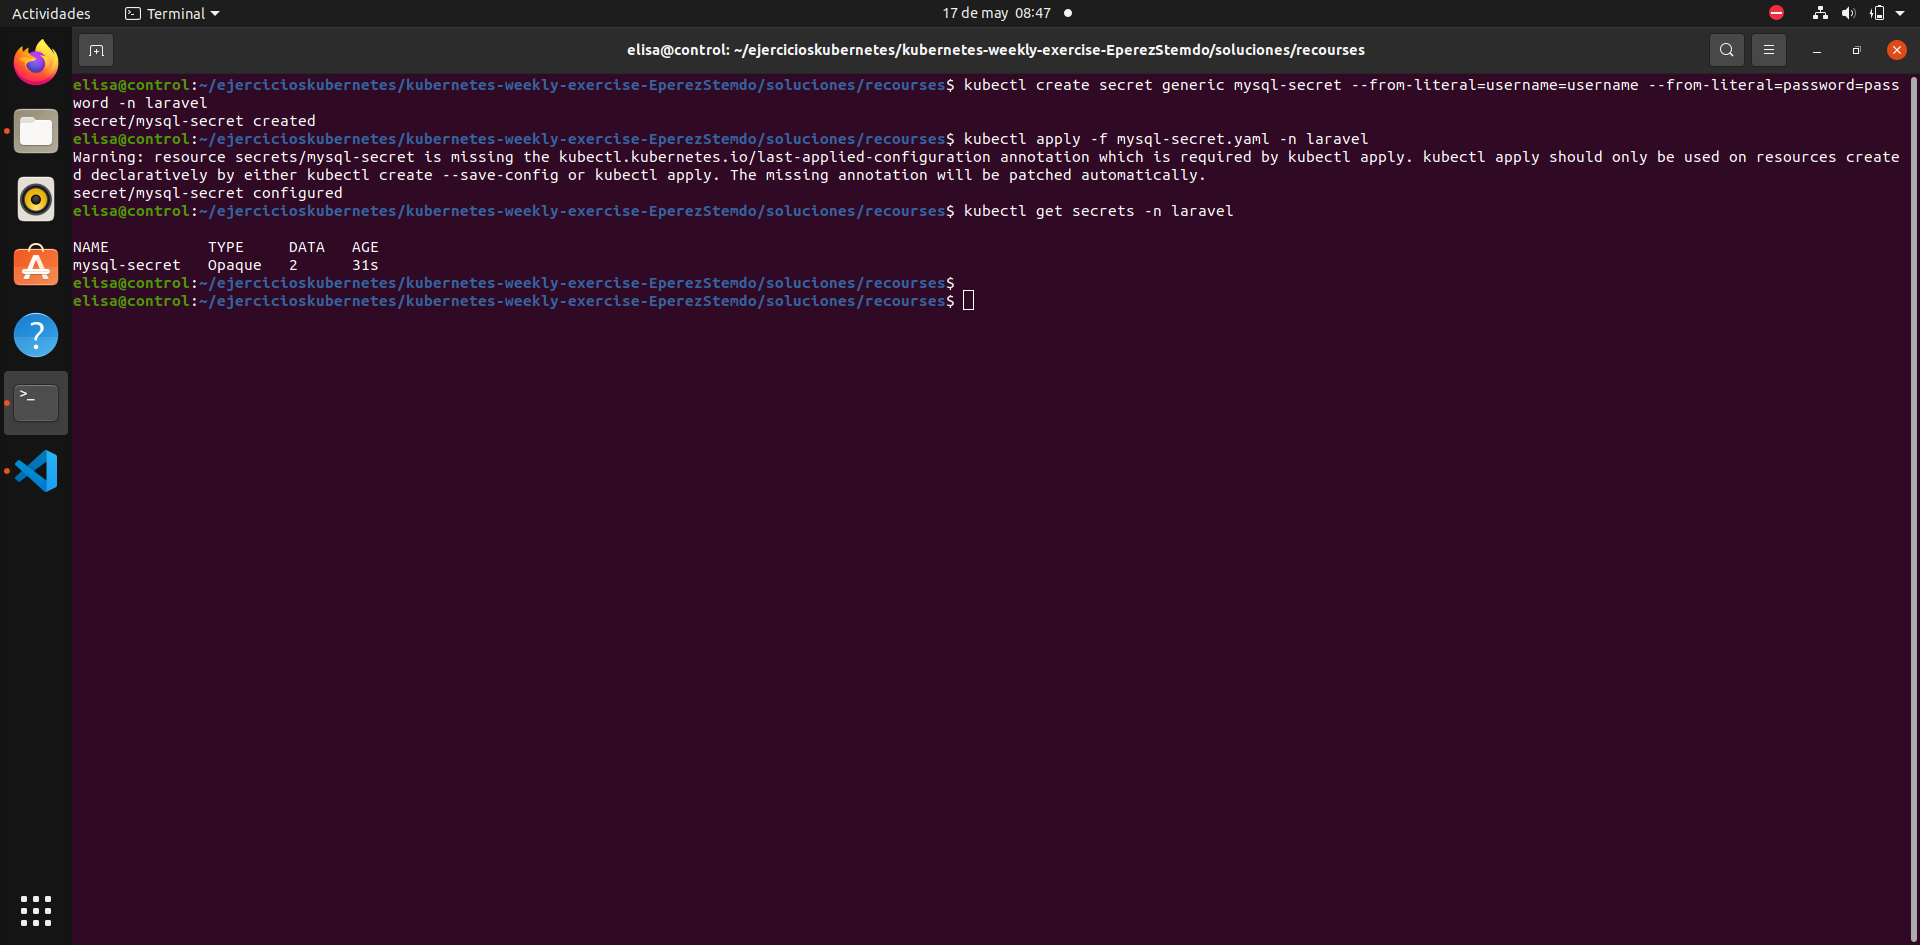 Actividades Terminal 17 de may 08:47
elisa@control: ~/ejercicioskubernetes/kubernetes-weekly-exercise-EperezStemdo/soluciones/recourses
elisa@control:~/ejercicioskubernetes/kubernetes-weekly-exercise-EperezStemdo/soluciones/recourses$ kubectl create secret generic mysql-secret --from-literal=username=username --from-literal=password=pass
word -n laravel
secret/mysql-secret created
elisa@control:~/ejercicioskubernetes/kubernetes-weekly-exercise-EperezStemdo/soluciones/recourses$ kubectl apply -f mysql-secret.yaml -n laravel
Warning: resource secrets/mysql-secret is missing the kubectl.kubernetes.io/last-applied-configuration annotation which is required by kubectl apply. kubectl apply should only be used on resources create
d declaratively by either kubectl create --save-config or kubectl apply. The missing annotation will be patched automatically.
secret/mysql-secret configured
elisa@control:~/ejercicioskubernetes/kubernetes-weekly-exercise-EperezStemdo/soluciones/recourses$ kubectl get secrets -n laravel
NAME TYPE DATA AGE
mysql-secret Opaque 2 31s
elisa@control:~/ejercicioskubernetes/kubernetes-weekly-exercise-EperezStemdo/soluciones/recourses$
elisa@control:~/ejercicioskubernetes/kubernetes-weekly-exercise-EperezStemdo/soluciones/recourses$